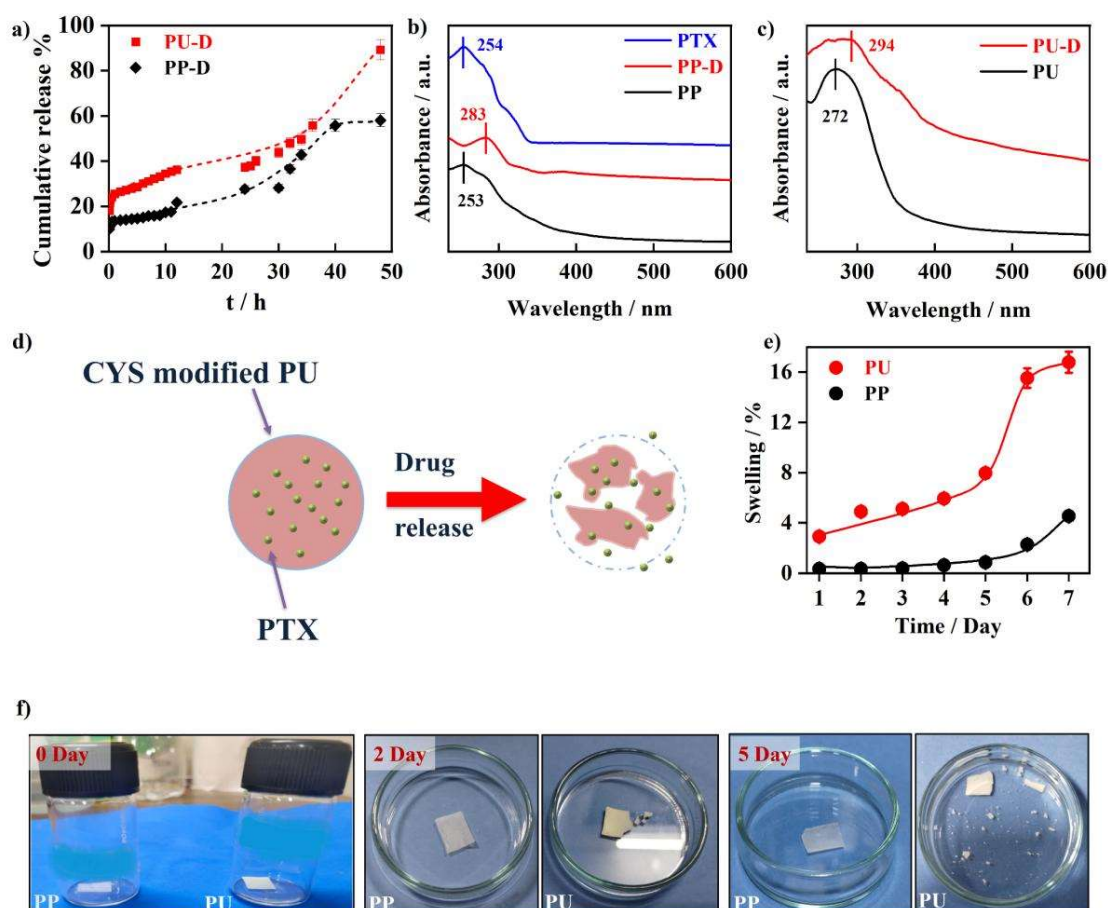 a)
100
80
60
40
20
0
Cumulative release %
PU-D
PP-D
0 10 20 30 40 50
t / h
b)
Absorbance / a.u.
254
PTX
PP-D
PP
283
253
300 400 500 600
Wavelength / nm
c)
Absorbance / a.u.
294
PU-D
PU
272
300 400 500 600
Wavelength / nm
d)
CYS modified PU
Drug
release
PTX
e)
16
12
8
4
0
Swelling / %
PU
PP
1 2 3 4 5 6 7
Time / Day
f)
0 Day
PP
PU
2 Day
PP
PU
5 Day
PP
PU